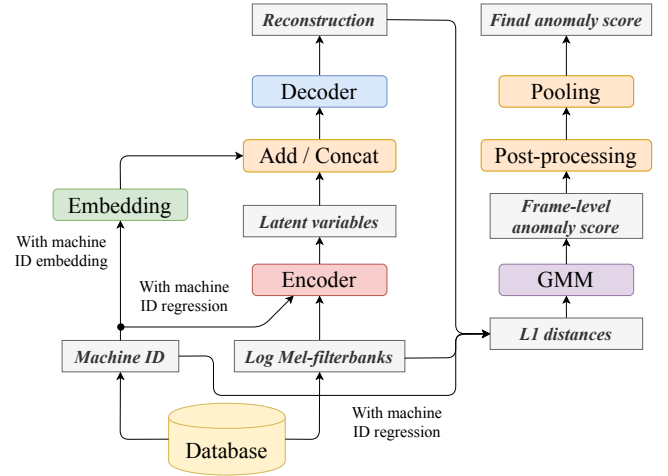 Reconstruction
Final anomaly score
Decoder
Pooling
Add / Concat
Post-processing
Embedding
Latent variables
Frame-level
anomaly score
With machine
ID embedding
With machine
ID regression
Encoder
GMM
Machine ID
Log Mel-filterbanks
L1 distances
With machine
ID regression
Database